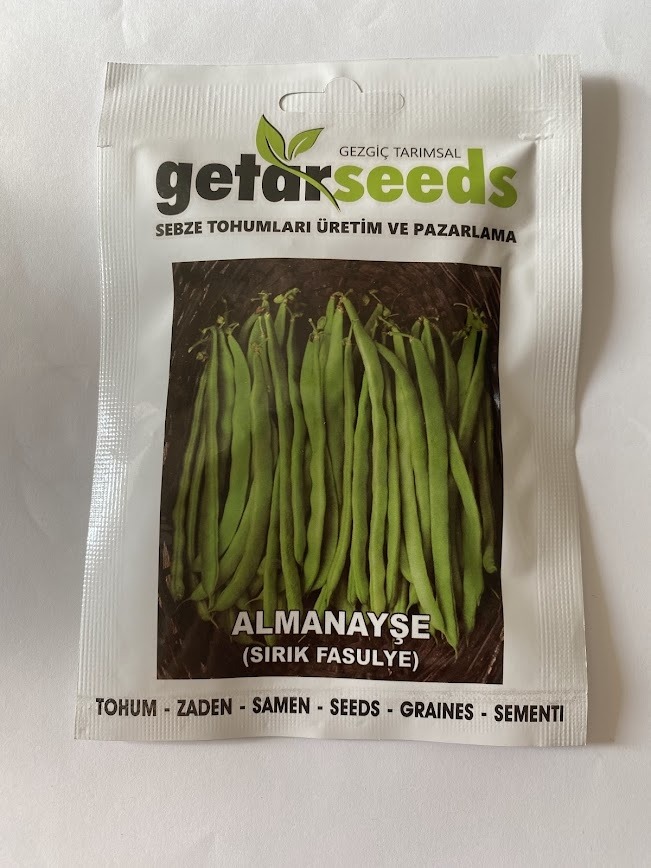 GEZGİÇ TARIMSAL
getarseeds
SEBZE TOHUMLARI ÜRETİM VE PAZARLAMA
ALMANAYŞE
(SIRIK FASULYE)
TOHUM - ZADEN - SAMEN - SEEDS - GRAINES - SEMENTI